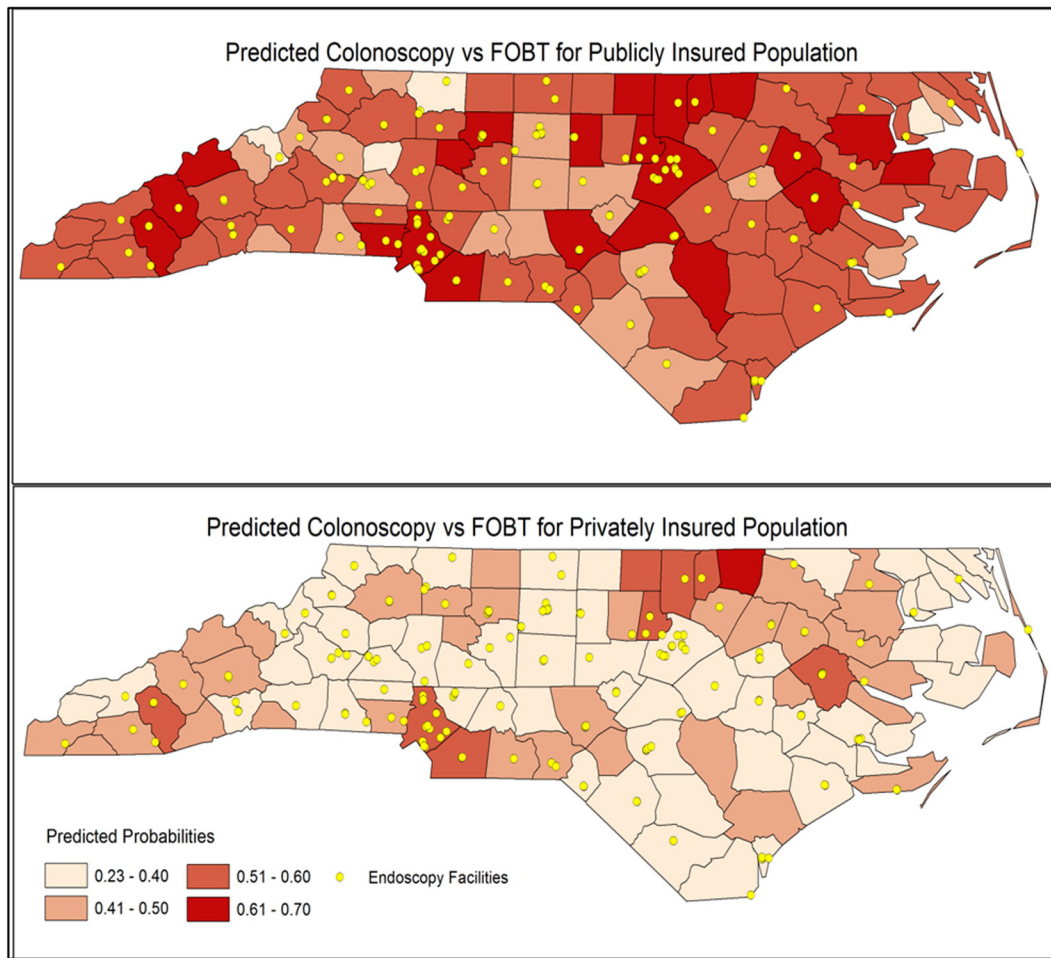 Predicted Colonoscopy vs FOBT for Publicly Insured Population
Predicted Colonoscopy vs FOBT for Privately Insured Population
Predicted Probabilities
0.23 - 0.40
0.51 - 0.60
Endoscopy Facilities
0.41 - 0.50
0.61 - 0.70